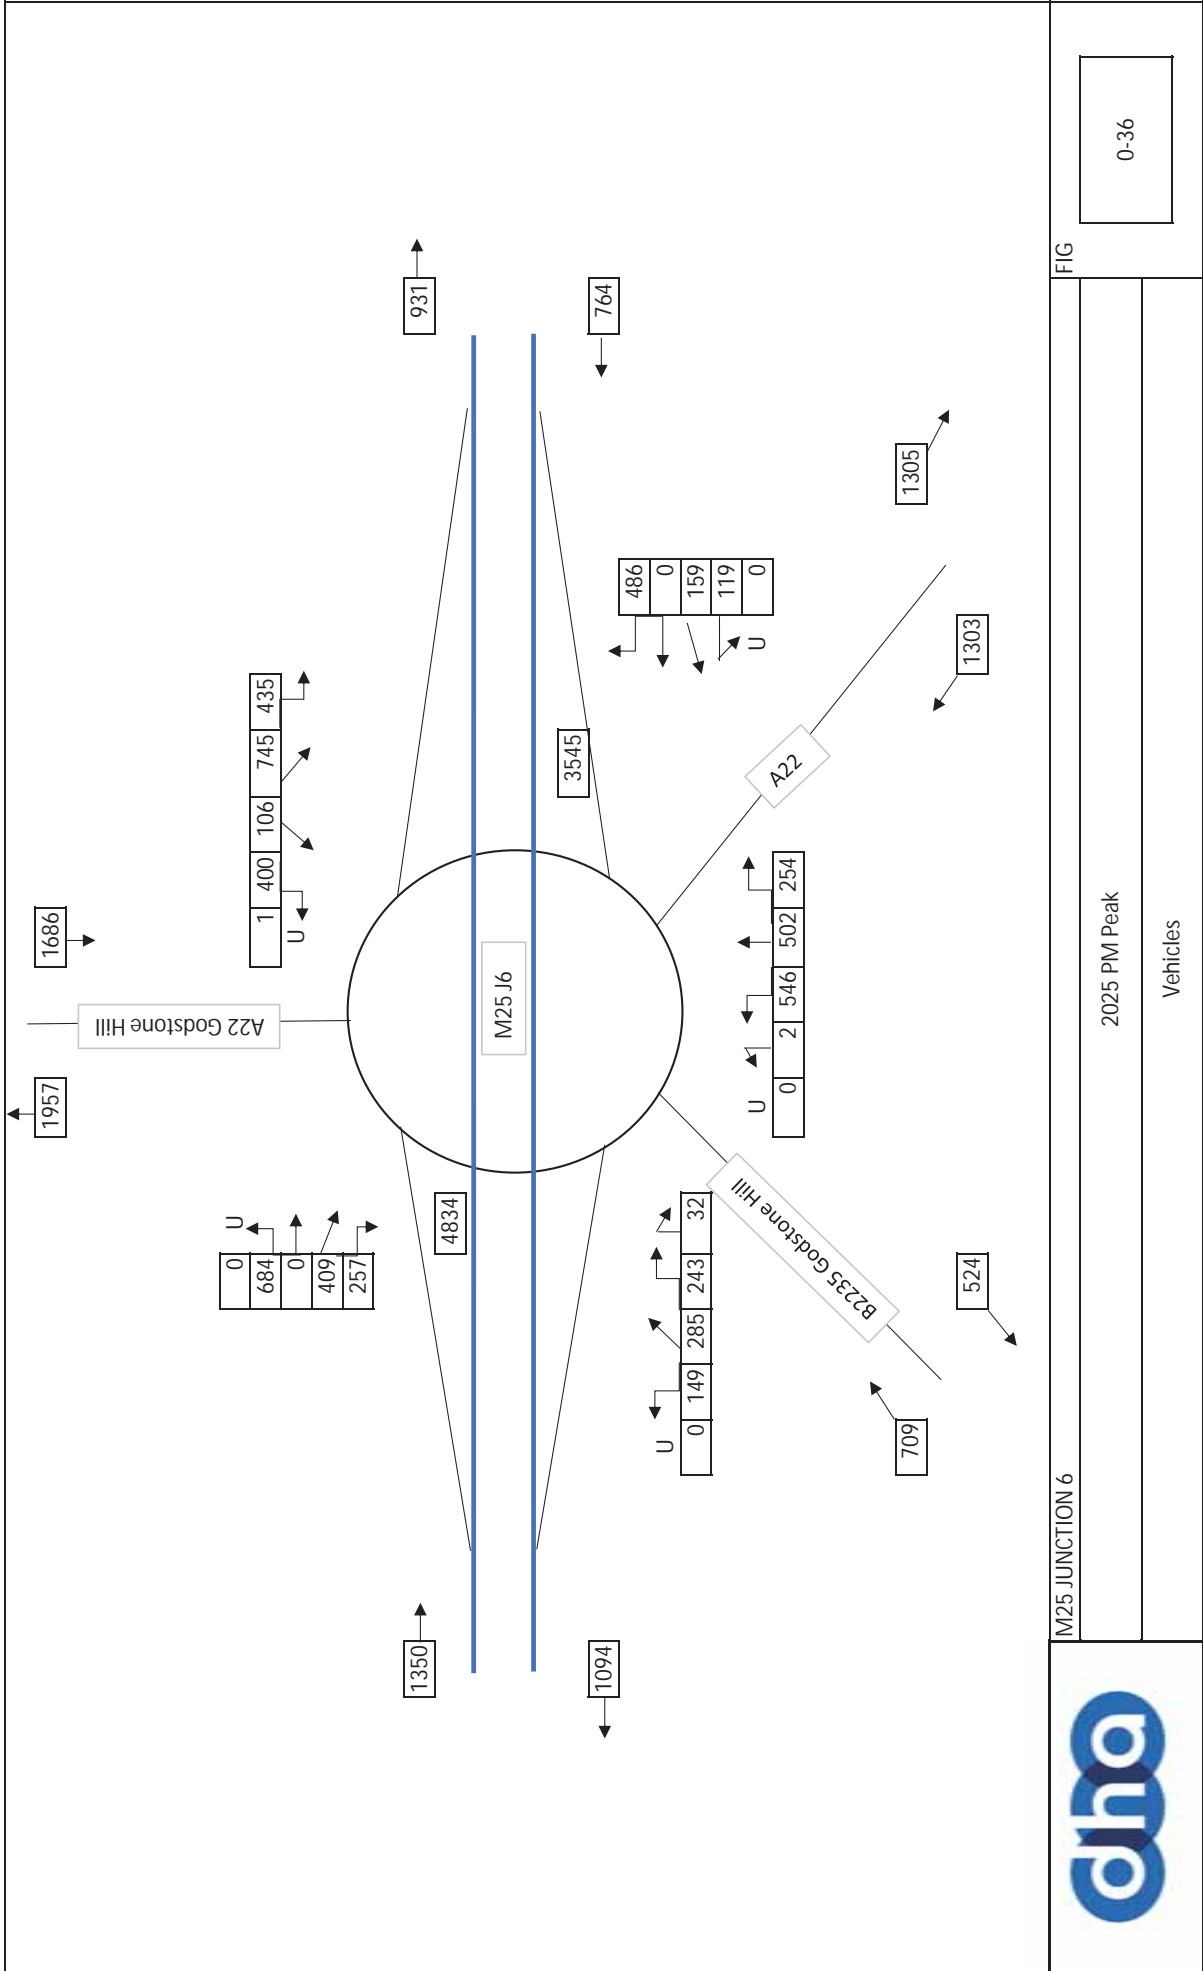 1957
1686
A22 Godstone Hill
U
1 400 106 745 435
U
0
684
0
409
257
1350
4834
931
M25 J6
3545
1094
764
486
0
159
119
0
U
U
0 149 285 243 32
U
0 2 546 502 254
B2235 Godstone Hill
A22
709
524
1303
1305
dha
M25 JUNCTION 6
2025 PM Peak
Vehicles
FIG
0-36